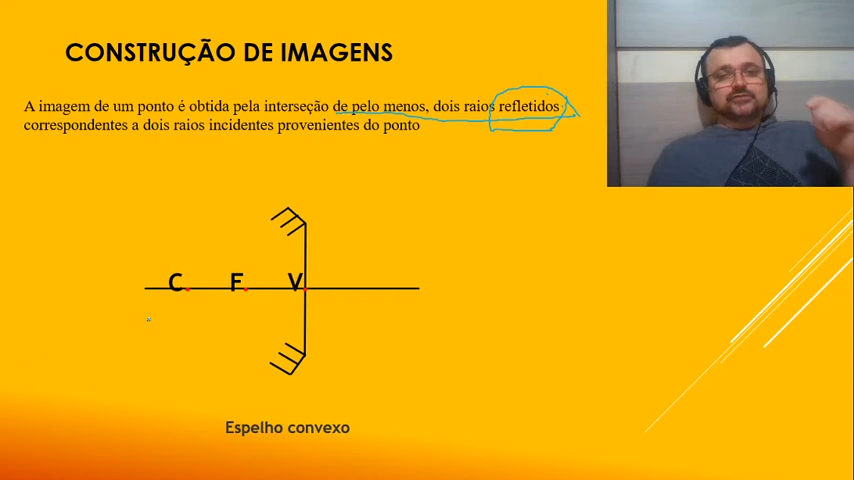 CONSTRUÇÃO DE IMAGENS
A imagem de um ponto é obtida pela interseção de pelo menos, dois raios refletidos
correspondentes a dois raios incidentes provenientes do ponto
C F V
Espelho convexo